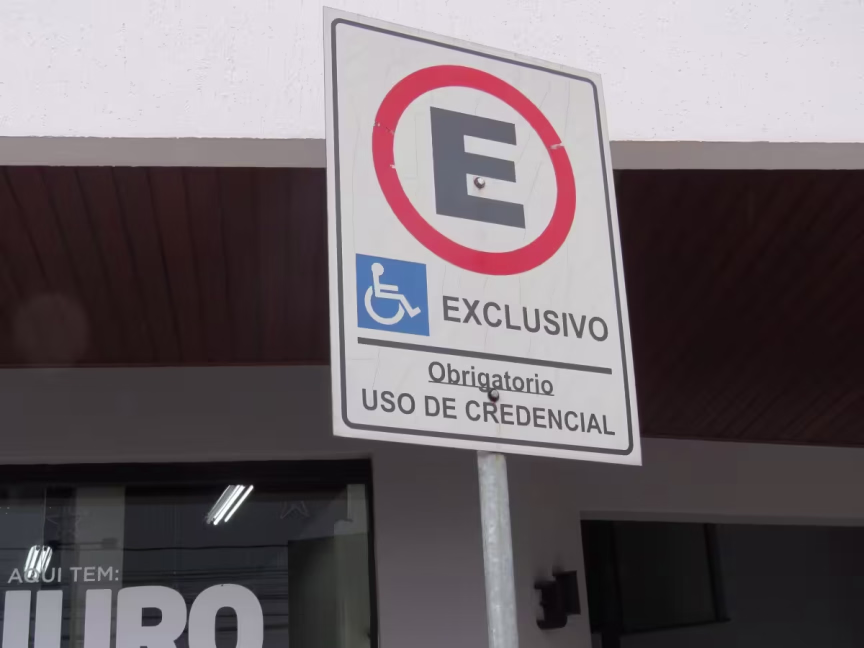 E
EXCLUSIVO
Obrigatorio
USO DE CREDENCIAL
AQUI TEM: